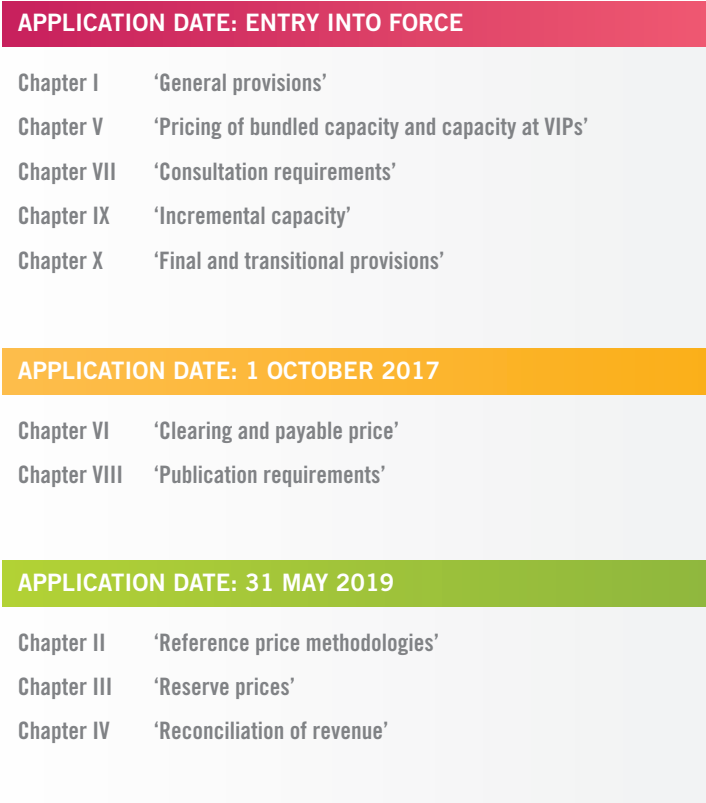 APPLICATION DATE: ENTRY INTO FORCE
Chapter I ‘General provisions’
Chapter V ‘Pricing of bundled capacity and capacity at VIPs’
Chapter VII ‘Consultation requirements’
Chapter IX ‘Incremental capacity’
Chapter X ‘Final and transitional provisions’
APPLICATION DATE: 1 OCTOBER 2017
Chapter VI ‘Clearing and payable price’
Chapter VIII ‘Publication requirements’
APPLICATION DATE: 31 MAY 2019
Chapter II ‘Reference price methodologies’
Chapter III ‘Reserve prices’
Chapter IV ‘Reconciliation of revenue’